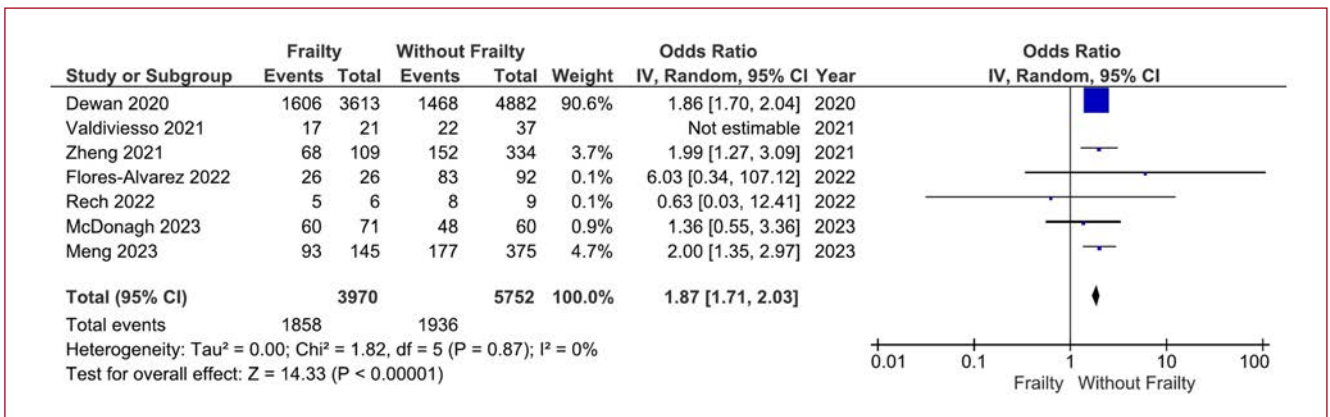 Frailty Without Frailty Odds Ratio Odds Ratio
Study or Subgroup Events Total Events Total Weight IV, Random, 95% CI Year IV, Random, 95% CI
Dewan 2020 1606 3613 1468 4882 90.6% 1.86 [1.70, 2.04] 2020
Valdiviesso 2021 17 21 22 37 Not estimable 2021
Zheng 2021 68 109 152 334 3.7% 1.99 [1.27, 3.09] 2021
Flores-Alvarez 2022 26 26 83 92 0.1% 6.03 [0.34, 107.12] 2022
Rech 2022 5 6 8 9 0.1% 0.63 [0.03, 12.41] 2022
McDonagh 2023 60 71 48 60 0.9% 1.36 [0.55, 3.36] 2023
Meng 2023 93 145 177 375 4.7% 2.00 [1.35, 2.97] 2023
Total (95% CI) 3970 5752 100.0% 1.87 [1.71, 2.03]
Total events 1858 1936
Heterogeneity: Tau² = 0.00; Chi² = 1.82, df = 5 (P = 0.87); I² = 0%
Test for overall effect: Z = 14.33 (P < 0.00001)
0.01 0.1 1 10 100
Frailty Without Frailty